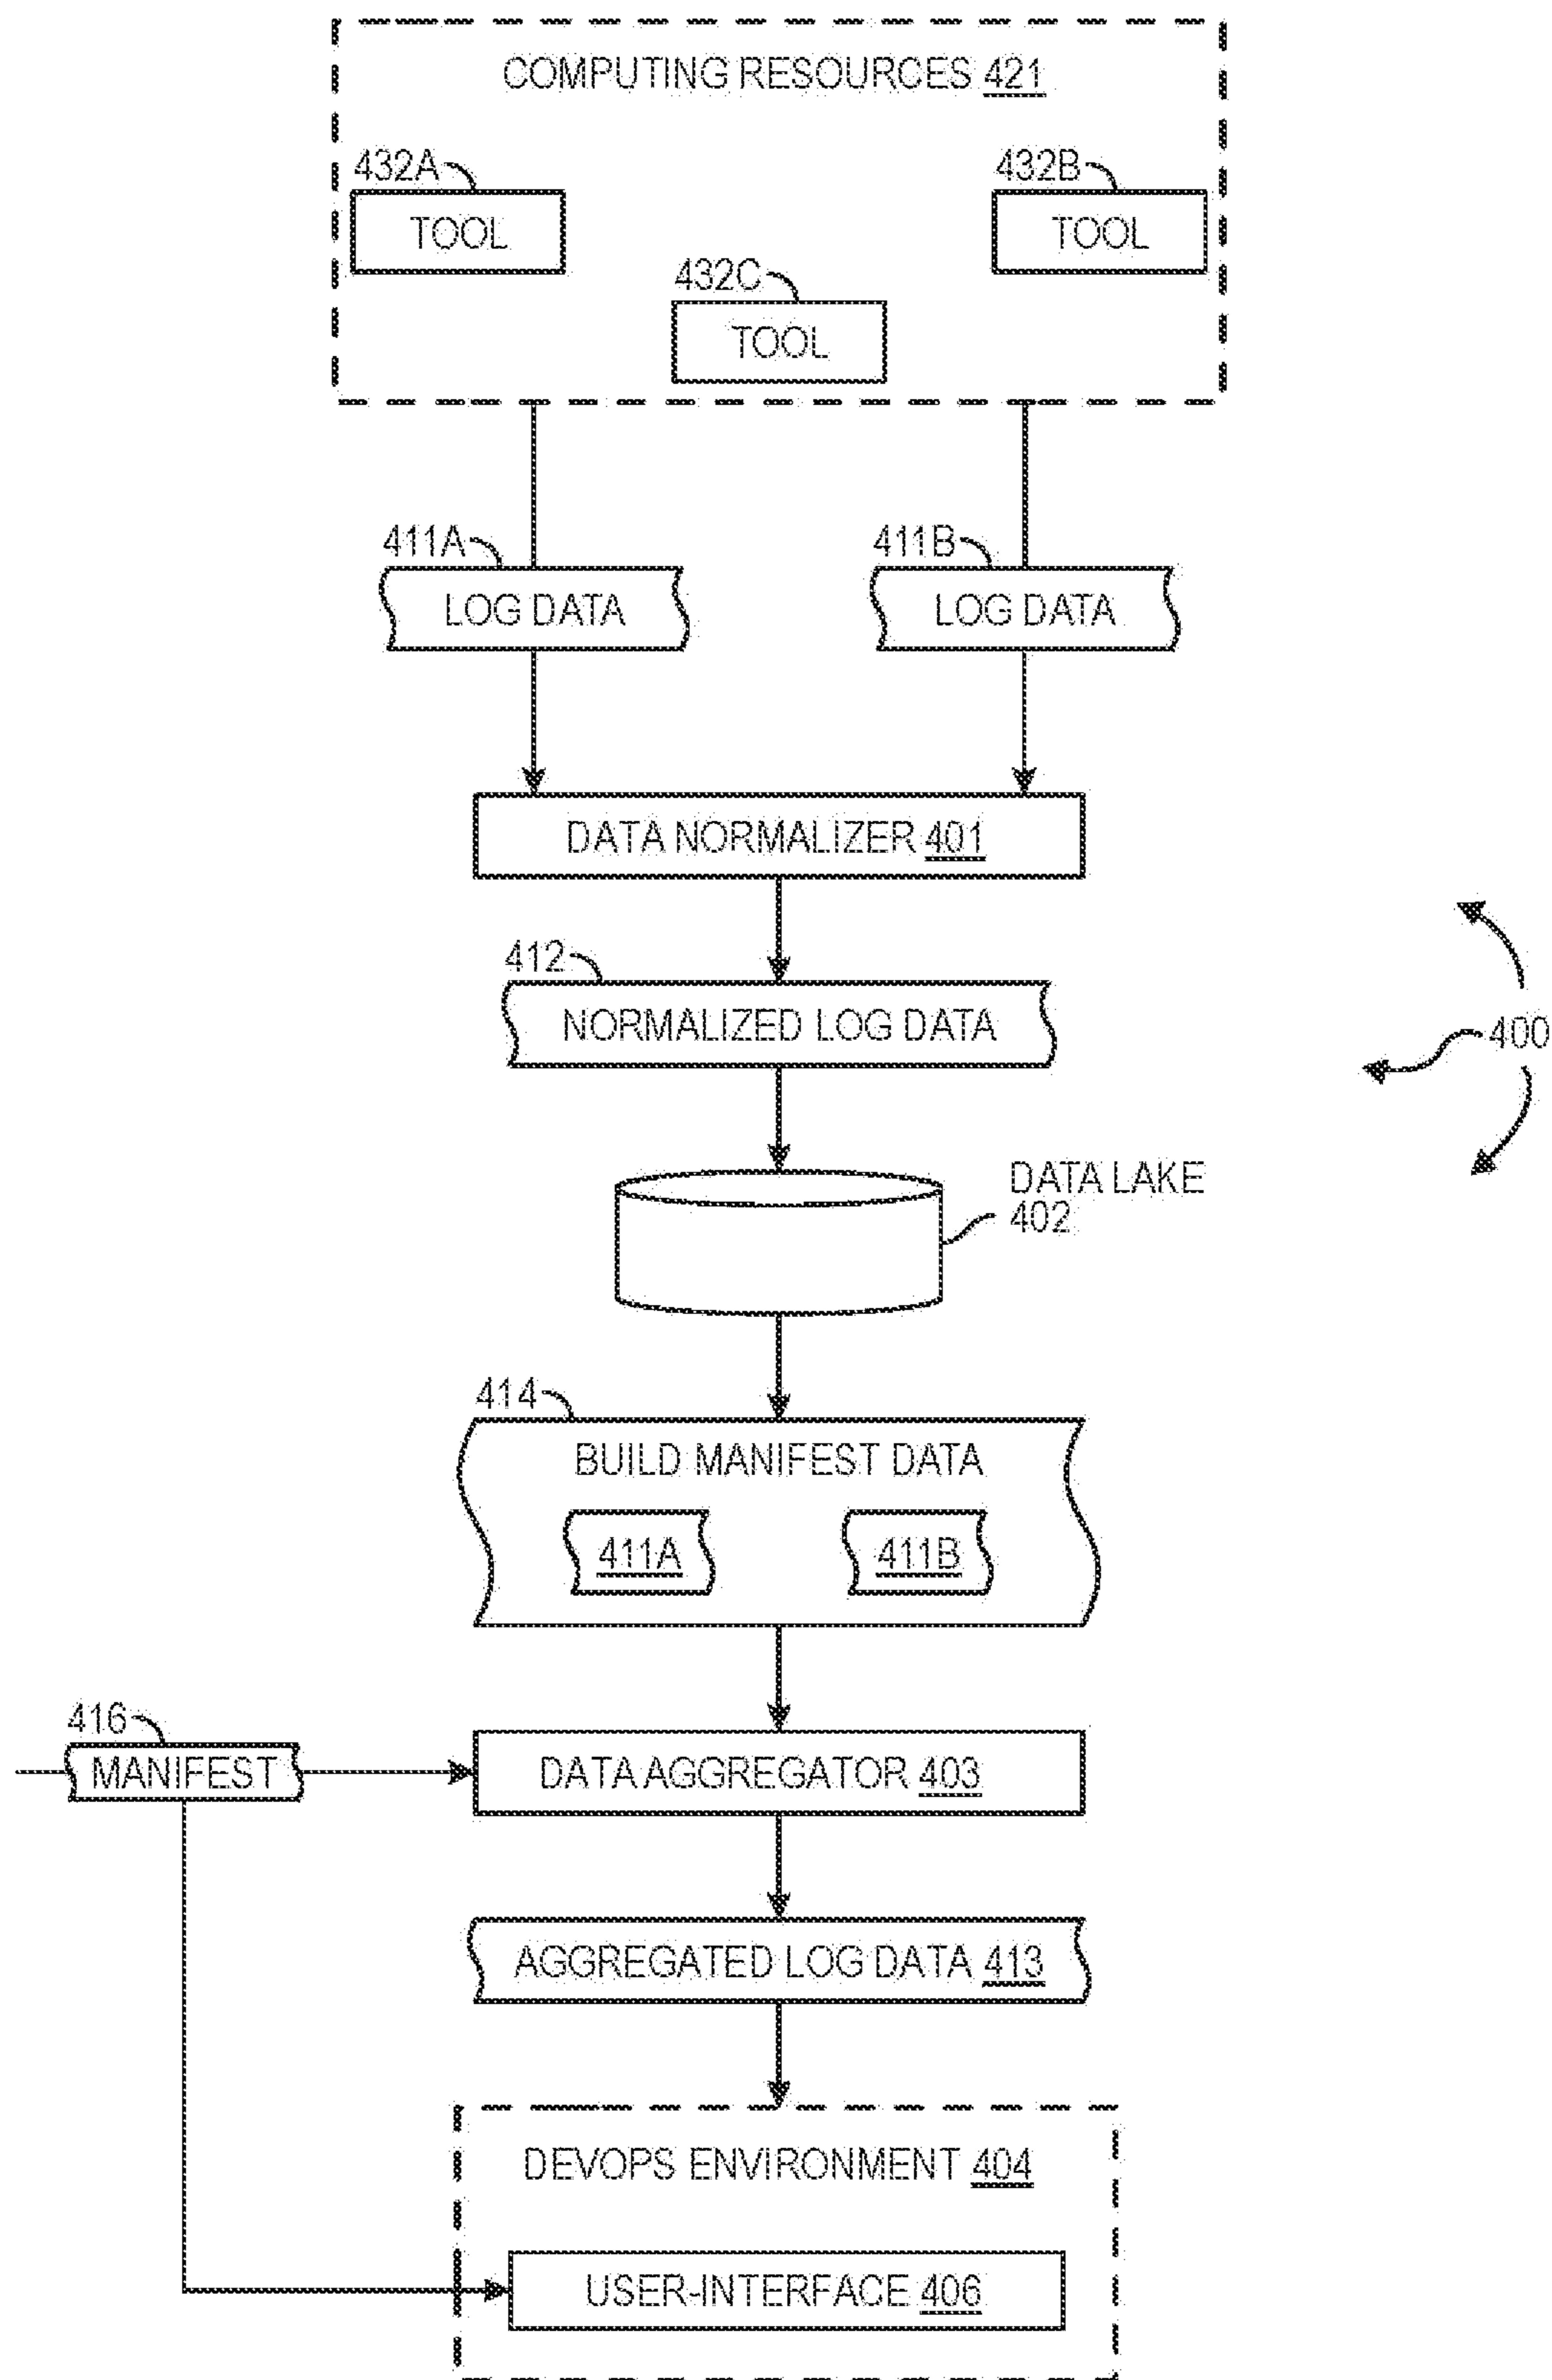 COMPUTING RESOURCES 421
432A
432B
TOOL
TOOL
432C
TOOL
411A
411B
LOG DATA
LOG DATA
DATA NORMALIZER 401
412
NORMALIZED LOG DATA
400
DATA LAKE
402
414
BUILD MANIFEST DATA
411A
411B
416
MANIFEST
DATA AGGREGATOR 403
AGGREGATED LOG DATA 413
DEVOPS ENVIRONMENT 404
USER-INTERFACE 406